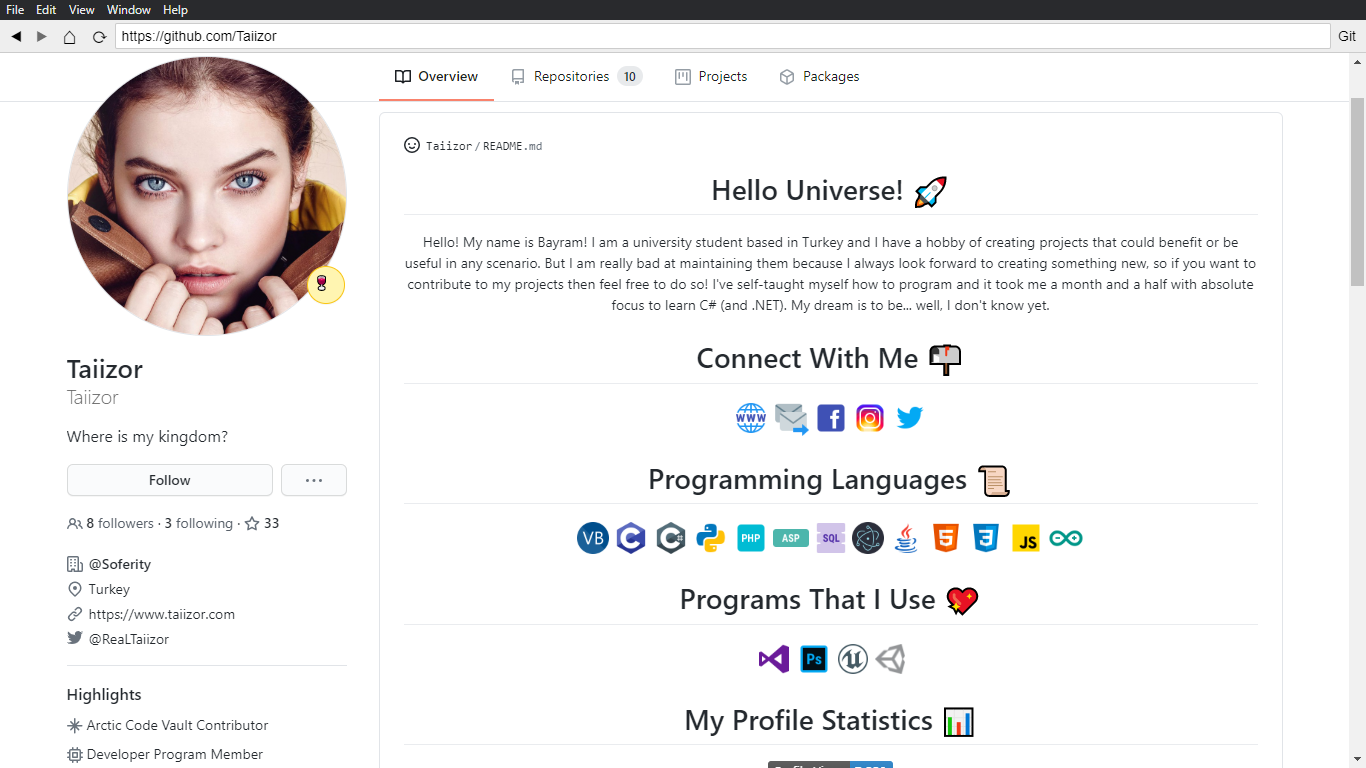 File Edit View Window Help
https://github.com/Taiizor
Git
Overview
Repositories 10
Projects
Packages
Taiizor
Taiizor
Where is my kingdom?
Follow
8 followers · 3 following · 33
@Soferity
Turkey
https://www.taiizor.com
@ReaLTaiizor
Highlights
Arctic Code Vault Contributor
Developer Program Member
Taiizor / README.md
Hello Universe!
Hello! My name is Bayram! I am a university student based in Turkey and I have a hobby of creating projects that could benefit or be
useful in any scenario. But I am really bad at maintaining them because I always look forward to creating something new, so if you want to
contribute to my projects then feel free to do so! I've self-taught myself how to program and it took me a month and a half with absolute
focus to learn C# (and .NET). My dream is to be... well, I don't know yet.
Connect With Me
WWW
Programming Languages
VB C C# PHP ASP SQL 5 3 JS
Programs That I Use
Ps
My Profile Statistics